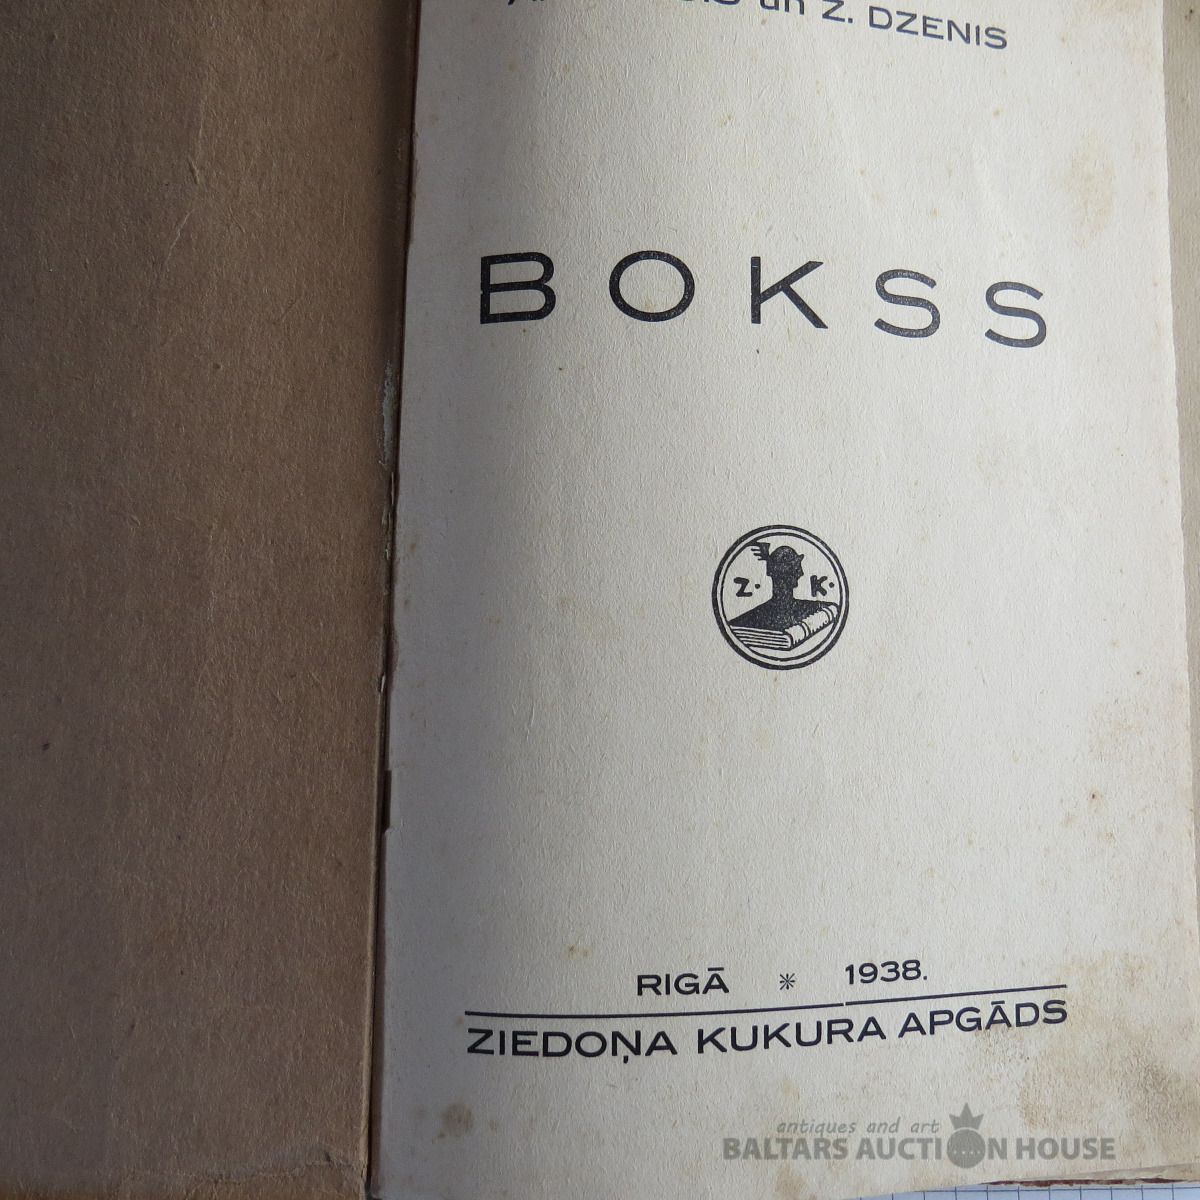 un Z. DZENIS
BOKSS
Z. K.
RIGĀ * 1938.
ZIEDOŅA KUKURA APGĀDS
antiques and art
BALTARS AUCTION HOUSE